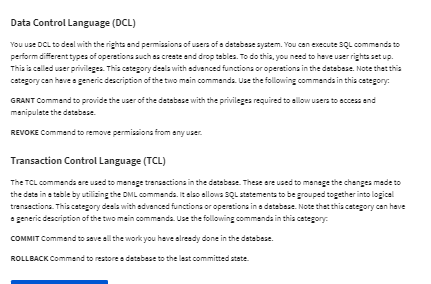 Data Control Language (DCL)
You use DCL to deal with the rights and permissions of users of a database system. You can execute SQL commands to
perform different types of operations such as create and drop tables. To do this, you need to have user rights set up.
This is called user privileges. This category deals with advanced functions or operations in the database. Note that this
category can have a generic description of the two main commands. Use the following commands in this category:
GRANT Command to provide the user of the database with the privileges required to allow users to access and
manipulate the database.
REVOKE Command to remove permissions from any user.
Transaction Control Language (TCL)
The TCL commands are used to manage transactions in the database. These are used to manage the changes made to
the data in a table by utilizing the DML commands. It also allows SQL statements to be grouped together into logical
transactions. This category deals with advanced functions or operations in a database. Note that this category can have
a generic description of the two main commands. Use the following commands in this category:
COMMIT Command to save all the work you have already done in the database.
ROLLBACK Command to restore a database to the last committed state.